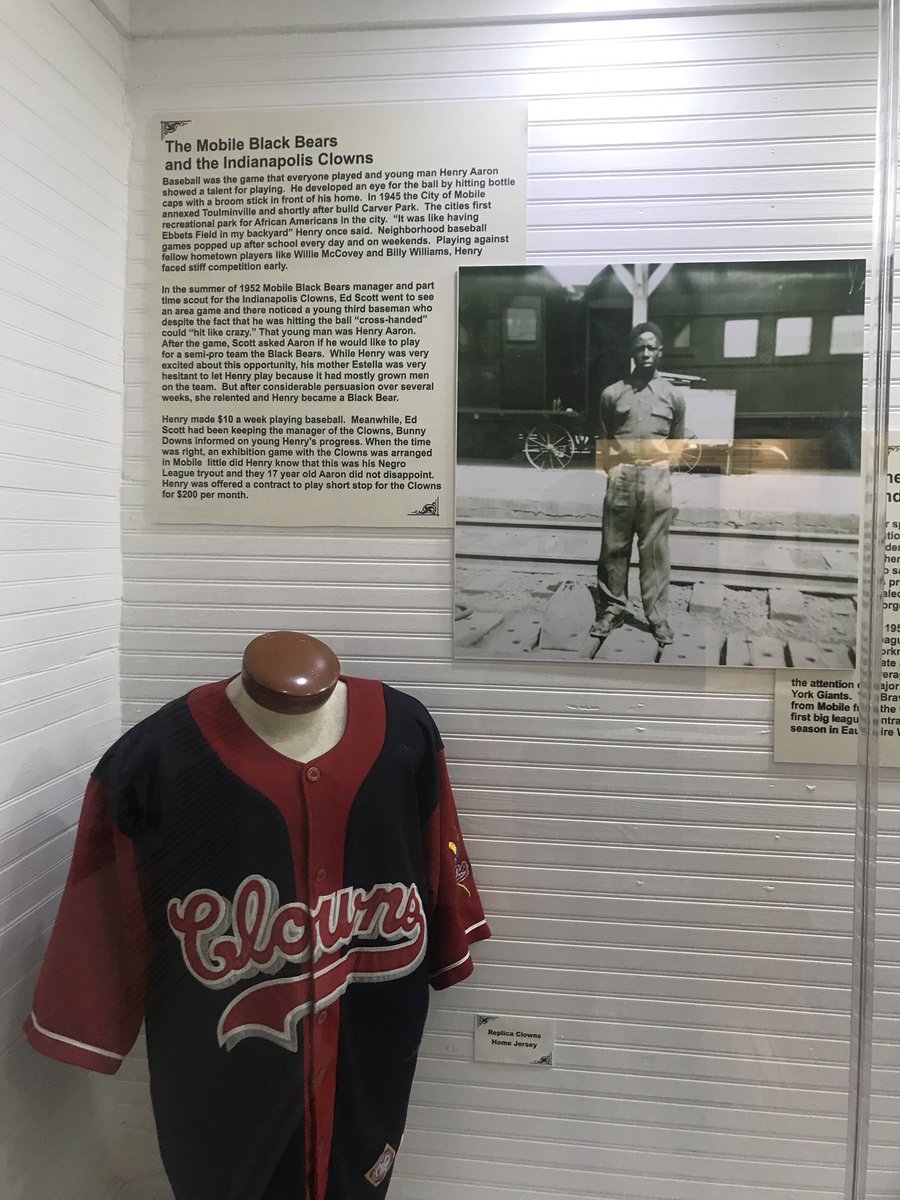 The Mobile Black Bears
and the Indianapolis Clowns
Baseball was the game that everyone played and young man Henry Aaron
showed a talent for playing. He developed an eye for the ball by hitting bottle
caps with a broom stick in front of his home. In 1945 the City of Mobile
annexed Toulminville and shortly after build Carver Park. The cities first
recreational park for African Americans in the city. “It was like having
Ebbets Field in my backyard” Henry once said. Neighborhood baseball
games popped up after school every day and on weekends. Playing against
fellow hometown players like Willie McCovey and Billy Williams, Henry
faced stiff competition early.
In the summer of 1952 Mobile Black Bears manager and part
time scout for the Indianapolis Clowns, Ed Scott went to see
an area game and there noticed a young third baseman who
despite the fact that he was hitting the ball “cross-handed”
could “hit like crazy.” That young man was Henry Aaron.
After the game, Scott asked Aaron if he would like to play
for a semi-pro team the Black Bears. While Henry was very
excited about this opportunity, his mother Estella was very
hesitant to let Henry play because it had mostly grown men
on the team. But after considerable persuasion over several
weeks, she relented and Henry became a Black Bear.
Henry made $10 a week playing baseball. Meanwhile, Ed
Scott had been keeping the manager of the Clowns, Bunny
Downs informed on young Henry's progress. When the time
was right, an exhibition game with the Clowns was arranged
in Mobile little did Henry know that this was his Negro
League tryout and they 17 year old Aaron did not disappoint.
Henry was offered a contract to play short stop for the Clowns
for $200 per month.
the attention
York Giants.
from Mobile the
first big league
season in
Clowns
Replica Clowns
Home Jersey